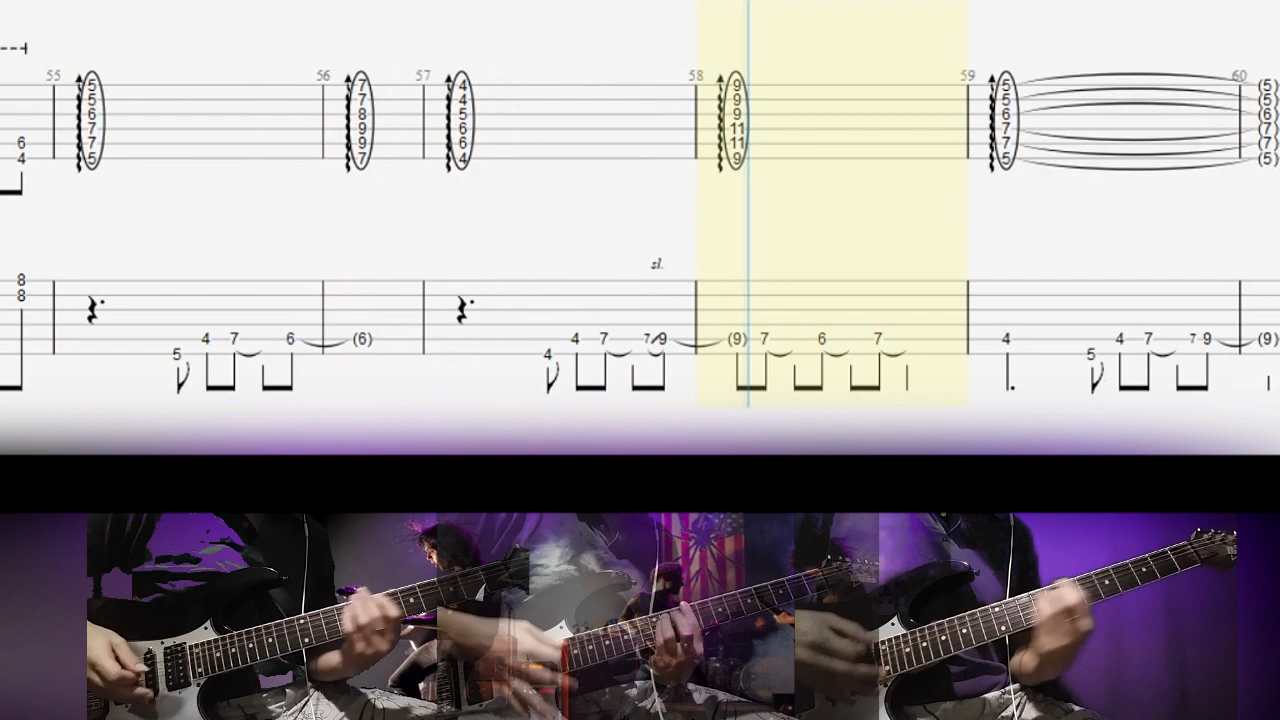 55 56 57 58 59 60
5 7 4 9 5 (5)
5 7 4 9 5 (5)
6 8 5 9 6 (6)
7 9 6 11 7 (7)
6 7 9 6 11 7 (7)
4 5 7 4 9 5 (5)
sl.
8
8
4 7 6 (6) 4 7 7 9 (9) 7 6 7 4 4 7 7 9 (9)
5 4 5